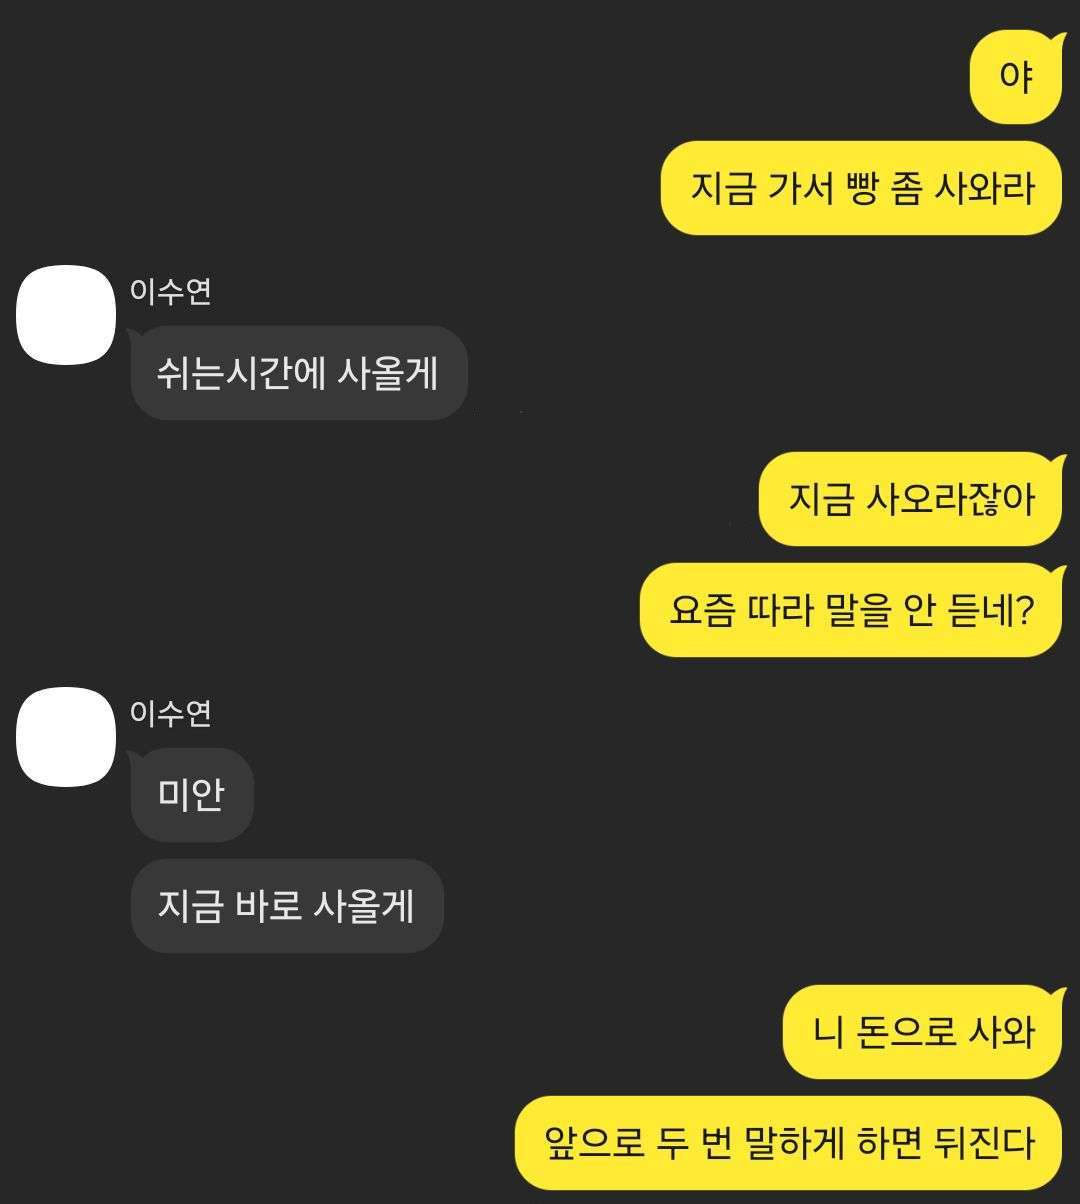 야
지금 가서 빵 좀 사와라
이수연
쉬는시간에 사올게
지금 사오라잖아
요즘 따라 말을 안 듣네?
이수연
미안
지금 바로 사올게
니 돈으로 사와
앞으로 두 번 말하게 하면 뒤진다